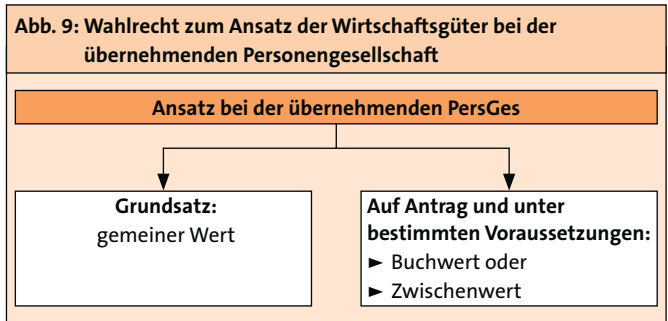 Abb. 9: Wahlrecht zum Ansatz der Wirtschaftsgüter bei der
übernehmenden Personengesellschaft
Ansatz bei der übernehmenden PersGes
Grundsatz:
gemeiner Wert
Auf Antrag und unter
bestimmten Voraussetzungen:
► Buchwert oder
► Zwischenwert